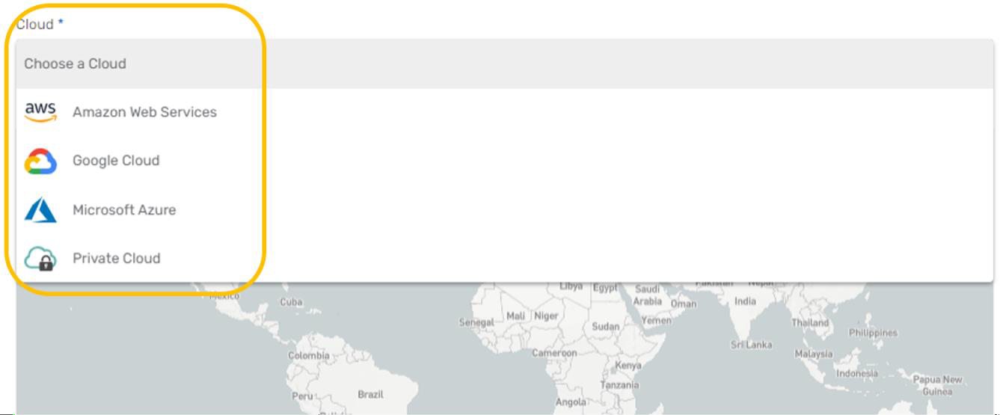 Cloud *
Choose a Cloud
aws Amazon Web Services
Google Cloud
Microsoft Azure
Private Cloud
Libya Egypt Saudi Arabia Pakistan Nepal
Mexico Cuba Oman India
Mali Niger Yemen
Senegal Sudan Thailand Philippines
Sri Lanka
Colombia Cameroon Malaysia
Kenya Indonesia
Tanzania Papua New Guinea
Peru Brazil Angola